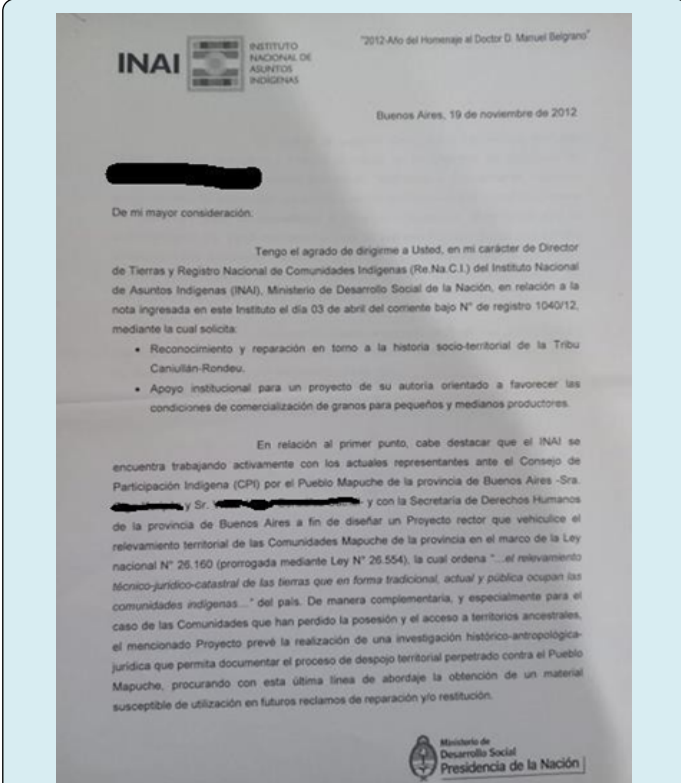 INAI
INSTITUTO
NACIONAL DE
ASUNTOS
INDÍGENAS
"2012-Año del Homenaje al Doctor D. Manuel Belgrano"
Buenos Aires, 19 de noviembre de 2012
De mi mayor consideración:
Tengo el agrado de dirigirme a Usted, en mi carácter de Director
de Tierras y Registro Nacional de Comunidades Indígenas (Re.Na.C.I.) del Instituto Nacional
de Asuntos Indígenas (INAI), Ministerio de Desarrollo Social de la Nación, en relación a la
nota ingresada en este Instituto el día 03 de abril del corriente bajo N° de registro 1040/12,
mediante la cual solicita:
• Reconocimiento y reparación en torno a la historia socio-territorial de la Tribu
Caniullán-Rondeu.
• Apoyo institucional para un proyecto de su autoría orientado a favorecer las
condiciones de comercialización de granos para pequeños y medianos productores.
En relación al primer punto, cabe destacar que el INAI se
encuentra trabajando activamente con los actuales representantes ante el Consejo de
Participación Indígena (CPI) por el Pueblo Mapuche de la provincia de Buenos Aires -Sra.
y Sr. - y con la Secretaría de Derechos Humanos
de la provincia de Buenos Aires a fin de diseñar un Proyecto rector que vehiculice el
relevamiento territorial de las Comunidades Mapuche de la provincia en el marco de la Ley
nacional N° 26.160 (prorrogada mediante Ley N° 26.554), la cual ordena "...el relevamiento
técnico-jurídico-catastral de las tierras que en forma tradicional, actual y pública ocupan las
comunidades indígenas..." del país. De manera complementaria, y especialmente para el
caso de las Comunidades que han perdido la posesión y el acceso a territorios ancestrales,
el mencionado Proyecto prevé la realización de una investigación histórico-antropológica-
jurídica que permita documentar el proceso de despojo territorial perpetrado contra el Pueblo
Mapuche, procurando con esta última línea de abordaje la obtención de un material
susceptible de utilización en futuros reclamos de reparación y/o restitución.
Ministerio de
Desarrollo Social
Presidencia de la Nación